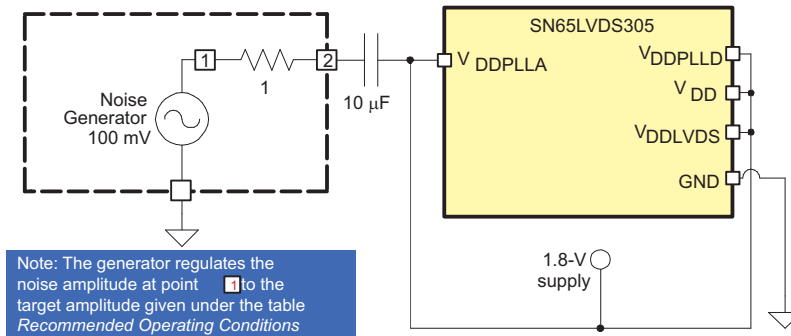 SN65LVDS305
1
2
V DDPLLA
VDDPLLD
1
10 μF
V DD
Noise
Generator
100 mV
VDDLVDS
GND
Note: The generator regulates the
noise amplitude at point 1 to the
target amplitude given under the table
Recommended Operating Conditions
1.8-V
supply